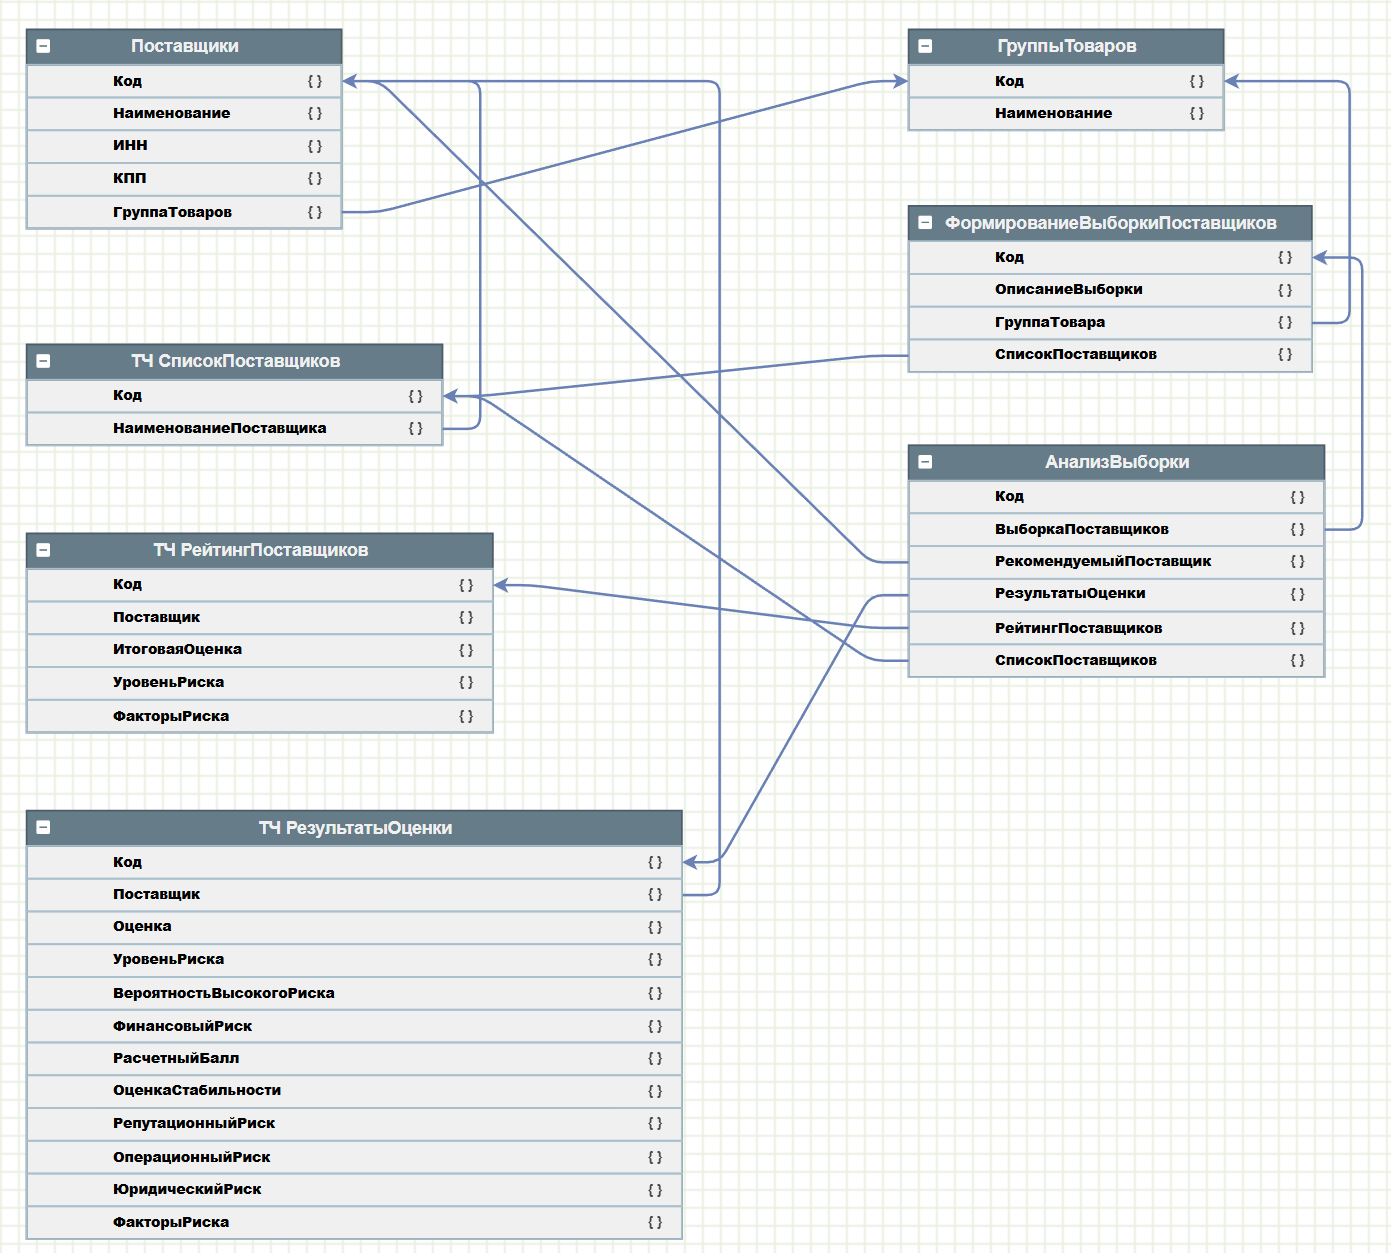 Поставщики
Код { }
Наименование { }
ИНН { }
КПП { }
ГруппаТоваров { }
ГруппыТоваров
Код { }
Наименование { }
ФормированиеВыборкиПоставщиков
Код { }
ОписаниеВыборки { }
ГруппаТовара { }
СписокПоставщиков { }
ТЧ СписокПоставщиков
Код { }
НаименованиеПоставщика { }
АнализВыборки
Код { }
ВыборкаПоставщиков { }
РекомендуемыйПоставщик { }
РезультатыОценки { }
РейтингПоставщиков { }
СписокПоставщиков { }
ТЧ РейтингПоставщиков
Код { }
Поставщик { }
ИтоговаяОценка { }
УровеньРиска { }
ФакторыРиска { }
ТЧ РезультатыОценки
Код { }
Поставщик { }
Оценка { }
УровеньРиска { }
ВероятностьВысокогоРиска { }
ФинансовыйРиск { }
РасчетныйБалл { }
ОценкаСтабильности { }
РепутационныйРиск { }
ОперационныйРиск { }
ЮридическийРиск { }
ФакторыРиска { }